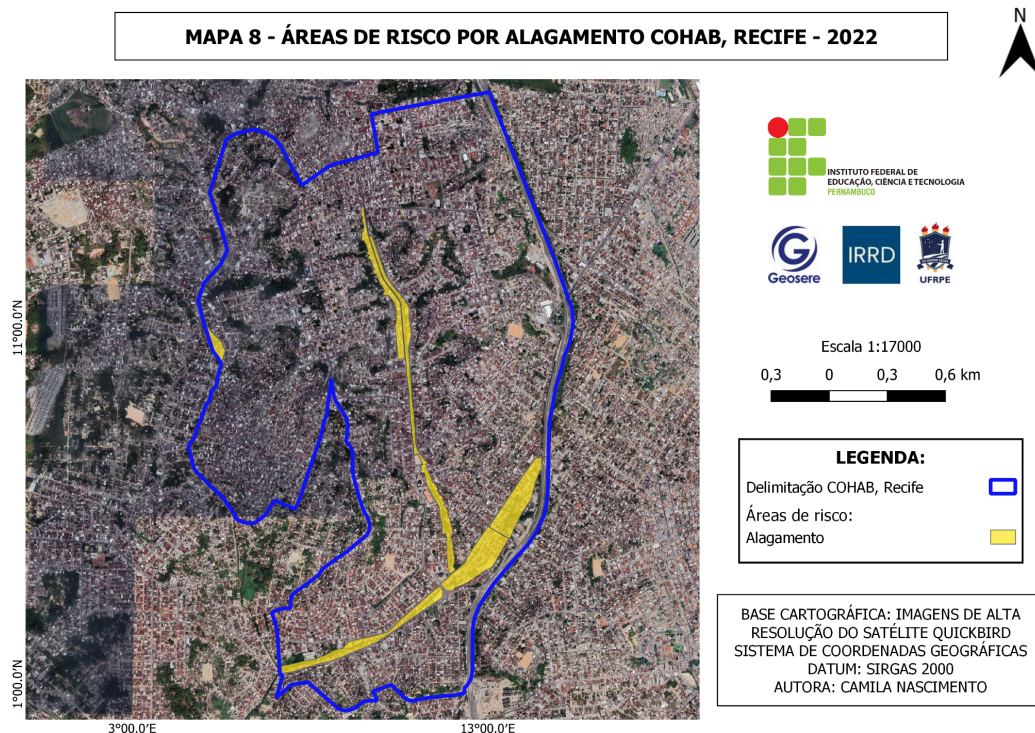 MAPA 8 - ÁREAS DE RISCO POR ALAGAMENTO COHAB, RECIFE - 2022
N
INSTITUTO FEDERAL DE
EDUCAÇÃO, CIÊNCIA E TECNOLOGIA
PERNAMBUCO
Geosere
IRRD
UFRPE
11°00.0'N
Escala 1:17000
0,3 0 0,3 0,6 km
LEGENDA:
Delimitação COHAB, Recife
Áreas de risco:
Alagamento
BASE CARTOGRÁFICA: IMAGENS DE ALTA
RESOLUÇÃO DO SATÉLITE QUICKBIRD
SISTEMA DE COORDENADAS GEOGRÁFICAS
DATUM: SIRGAS 2000
AUTORA: CAMILA NASCIMENTO
1°00.0'N
3°00.0'E 13°00.0'E